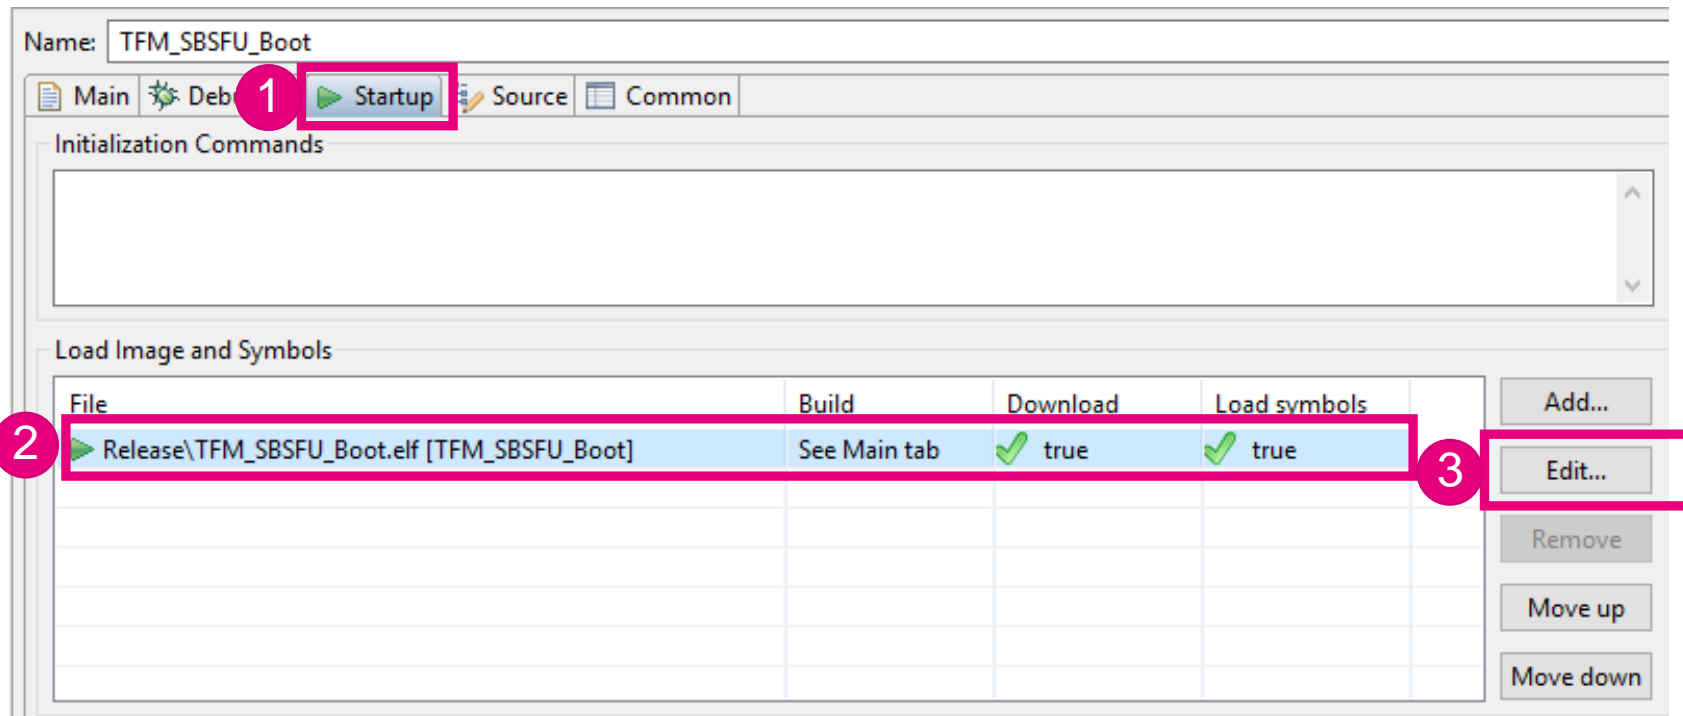 Name: TFM_SBSFU_Boot
Main Deb 1 Startup Source Common
Initialization Commands
Load Image and Symbols
File Build Download Load symbols
2 Release\TFM_SBSFU_Boot.elf [TFM_SBSFU_Boot] See Main tab true true
Add...
3 Edit...
Remove
Move up
Move down